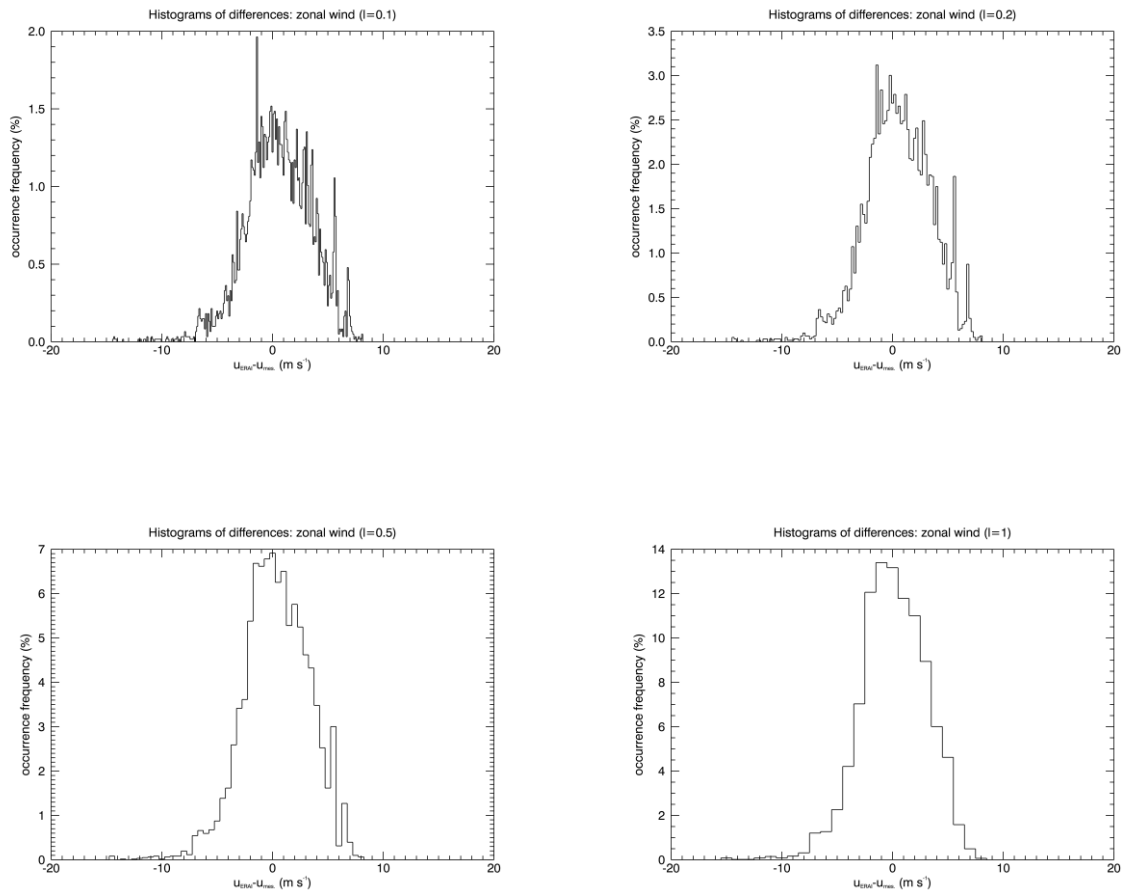 Histograms of differences: zonal wind (l=0.1)
2.0
1.5
1.0
0.5
0.0
occurrence frequency (%)
-20 -10 0 10 20
u_ERAI-u_mes. (m s⁻¹)
Histograms of differences: zonal wind (l=0.2)
3.5
3.0
2.5
2.0
1.5
1.0
0.5
0.0
occurrence frequency (%)
-20 -10 0 10 20
u_ERAI-u_mes. (m s⁻¹)
Histograms of differences: zonal wind (l=0.5)
7
6
5
4
3
2
1
0
occurrence frequency (%)
-20 -10 0 10 20
u_ERAI-u_mes. (m s⁻¹)
Histograms of differences: zonal wind (l=1)
14
12
10
8
6
4
2
0
occurrence frequency (%)
-20 -10 0 10 20
u_ERAI-u_mes. (m s⁻¹)